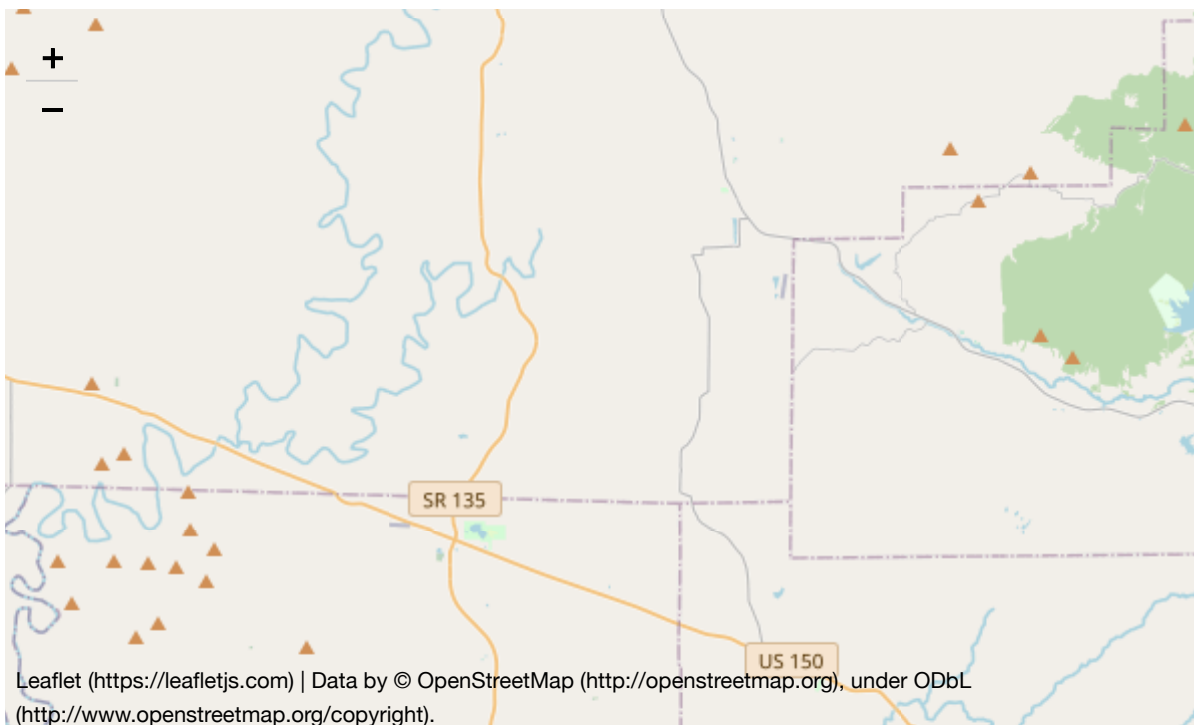 +
−
SR 135
US 150
Leaflet (https://leafletjs.com) | Data by © OpenStreetMap (http://openstreetmap.org), under ODbL
(http://www.openstreetmap.org/copyright).